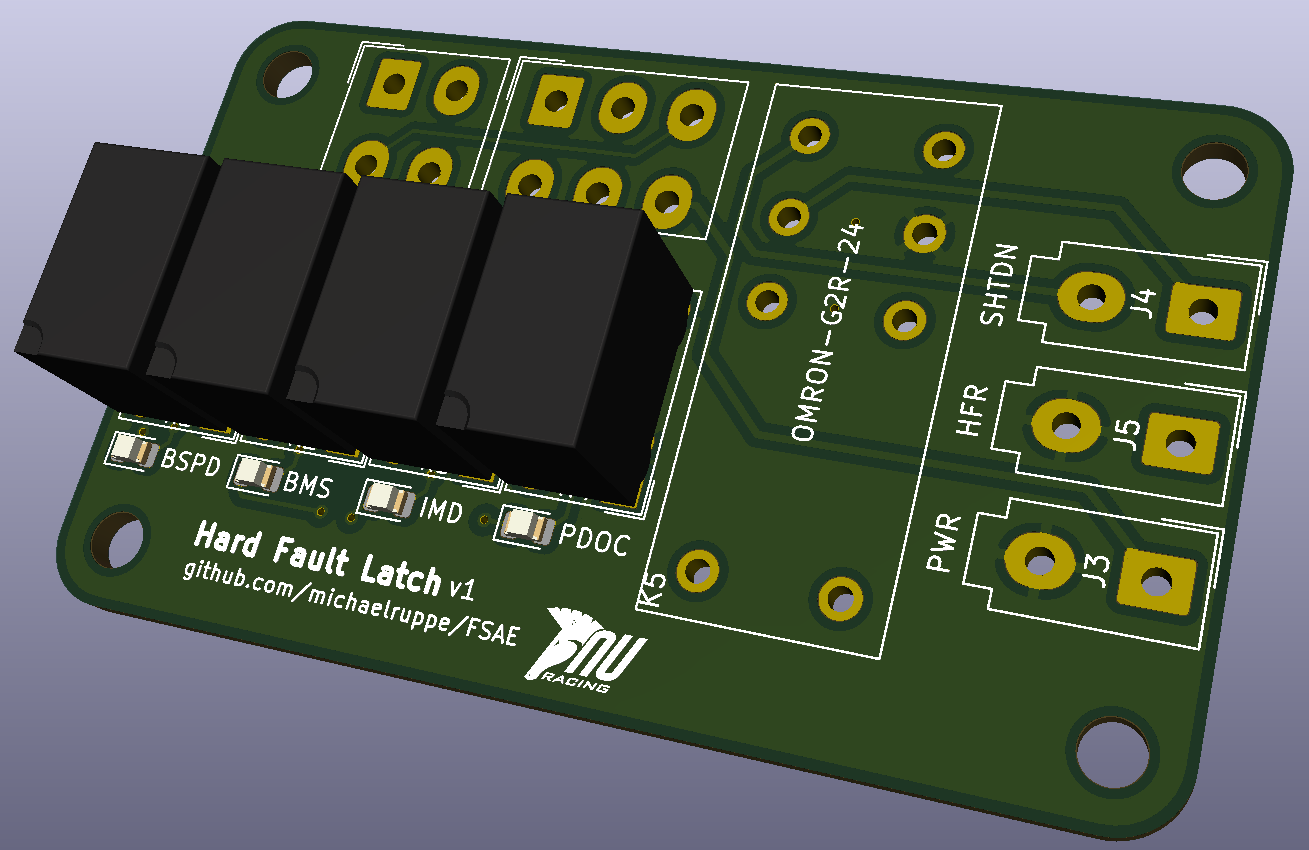 OMRON-G2R-24
SHTDN
J4
HFR
J5
PWR
J3
K5
BSPD
BMS
IMD
PDOC
Hard Fault Latch v1
github.com/michaelruppe/FSAE
NU
RACING